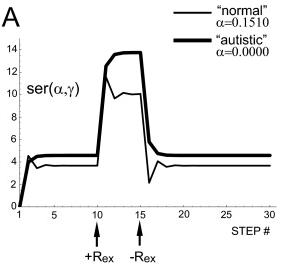 A
"normal"
α=0.1510
"autistic"
α=0.0000
ser(α,γ)
14
12
10
8
6
4
2
0
1 5 10 15 20 25 30
STEP #
+Rex -Rex